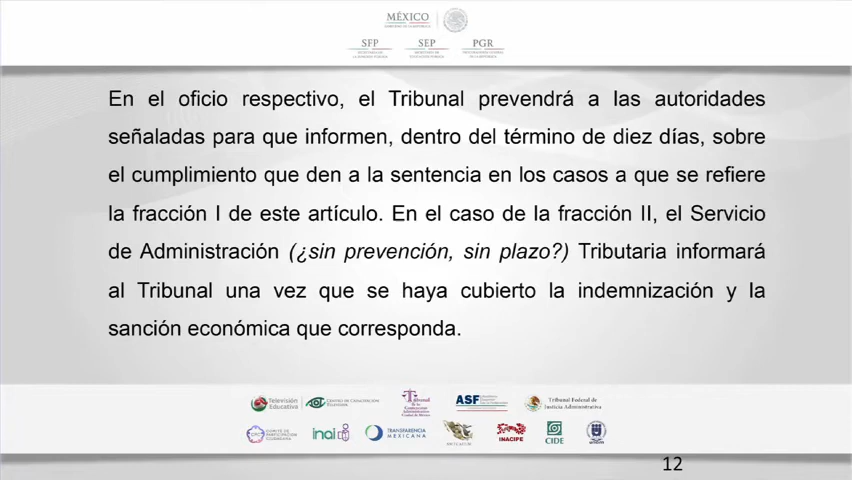 MÉXICO
SFP SEP PGR
En el oficio respectivo, el Tribunal prevendrá a las autoridades
señaladas para que informen, dentro del término de diez días, sobre
el cumplimiento que den a la sentencia en los casos a que se refiere
la fracción I de este artículo. En el caso de la fracción II, el Servicio
de Administración (¿sin prevención, sin plazo?) Tributaria informará
al Tribunal una vez que se haya cubierto la indemnización y la
sanción económica que corresponda.
Televisión
Educativa
ASF
Tribunal Federal de
Justicia Administrativa
inai
TRANSPARENCIA
MEXICANA
INACIPE
CIDE
12